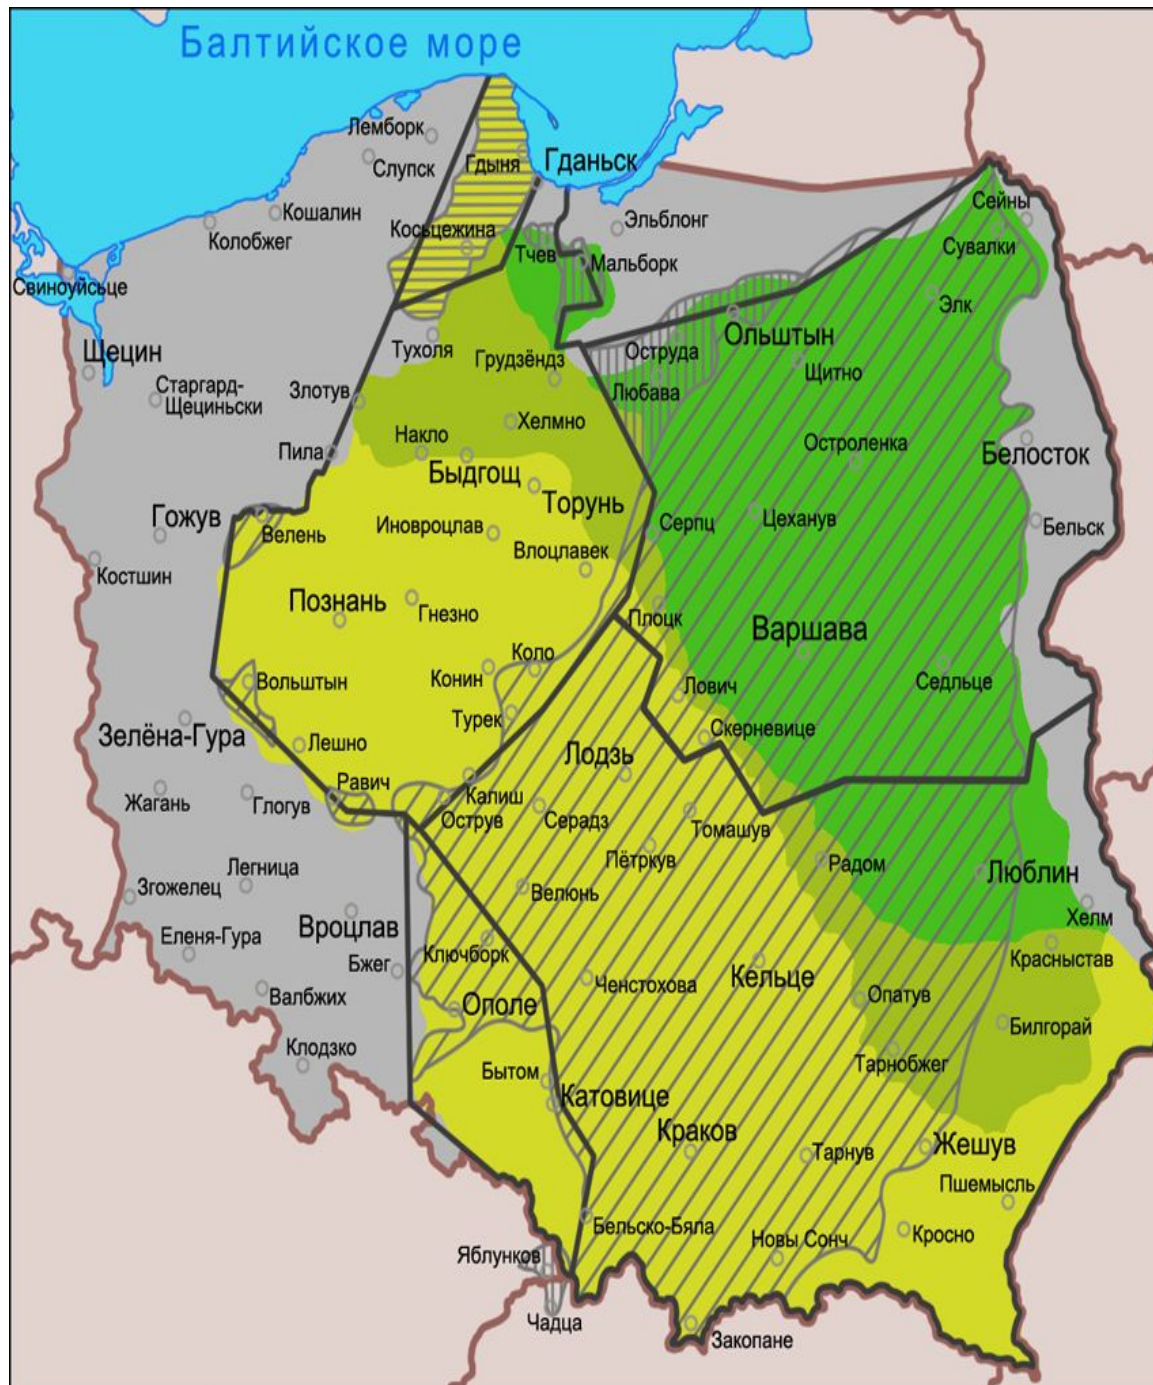 Балтийское море
Лемборк
Слупск
Гдыня
Гданьск
Кошалин
Колобжег
Косьцежина
Эльблонг
Сейны
Сувалки
Тчев
Мальборк
Свиноуйсьце
Элк
Тухоля
Щецин
Оструда
Ольштын
Грудзёндз
Щитно
Старгард-
Щециньски
Злотув
Любава
Хелмно
Накло
Остроленка
Пила
Быдгощ
Белосток
Торунь
Гожув
Велень
Иновроцлав
Серпц
Цеханув
Бельск
Костшин
Влоцлавек
Познань
Гнезно
Плоцк
Варшава
Коло
Конин
Вольштын
Лович
Седльце
Турек
Зелёна-Гура
Лешно
Скерневице
Лодзь
Равич
Жагань
Глогув
Калиш
Острув
Серадз
Томашув
Пётркув
Радом
Легница
Згожелец
Велюнь
Люблин
Хелм
Вроцлав
Еленя-Гура
Ключборк
Красныстав
Бжег
Ченстохова
Кельце
Валбжих
Ополе
Опатув
Билгорай
Клодзко
Тарнобжег
Бытом
Катовице
Краков
Тарнув
Жешув
Пшемысль
Бельско-Бяла
Новы Сонч
Кросно
Яблунков
Чадца
Закопане